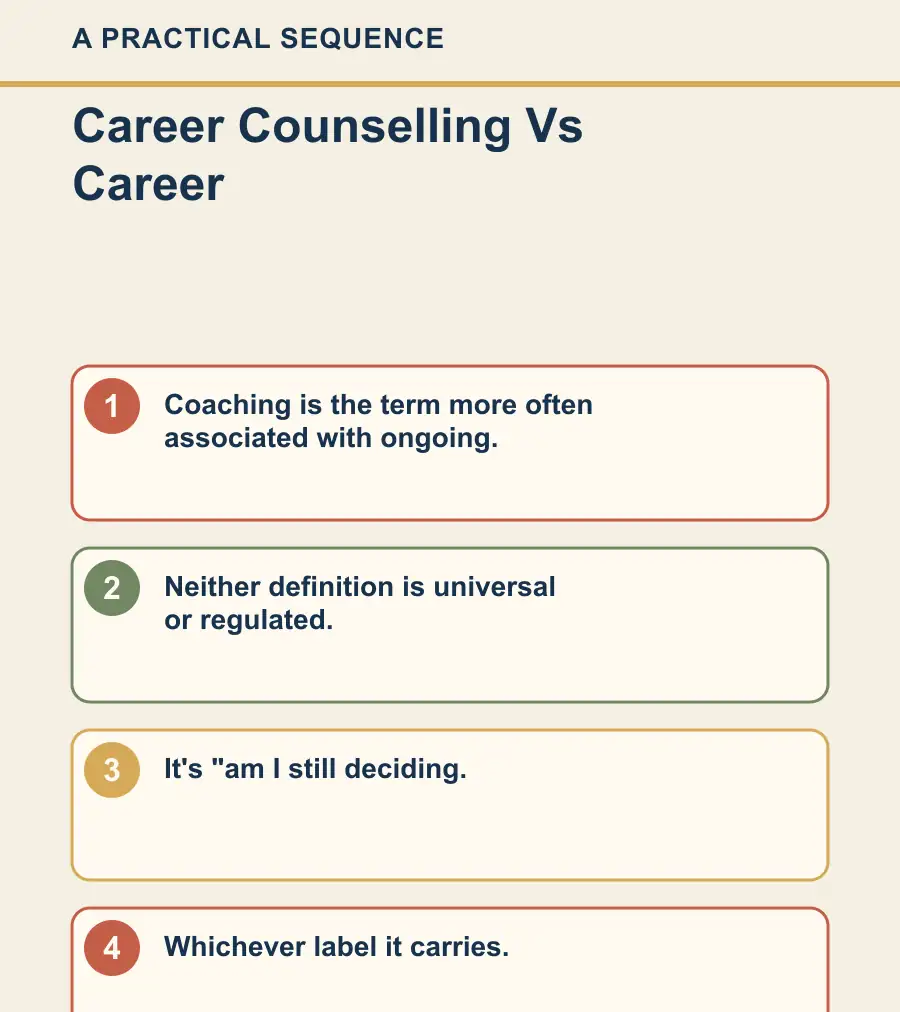 A PRACTICAL SEQUENCE
Career Counselling Vs
Career
1
Coaching is the term more often
associated with ongoing.
2
Neither definition is universal
or regulated.
3
It's "am I still deciding.
4
Whichever label it carries.